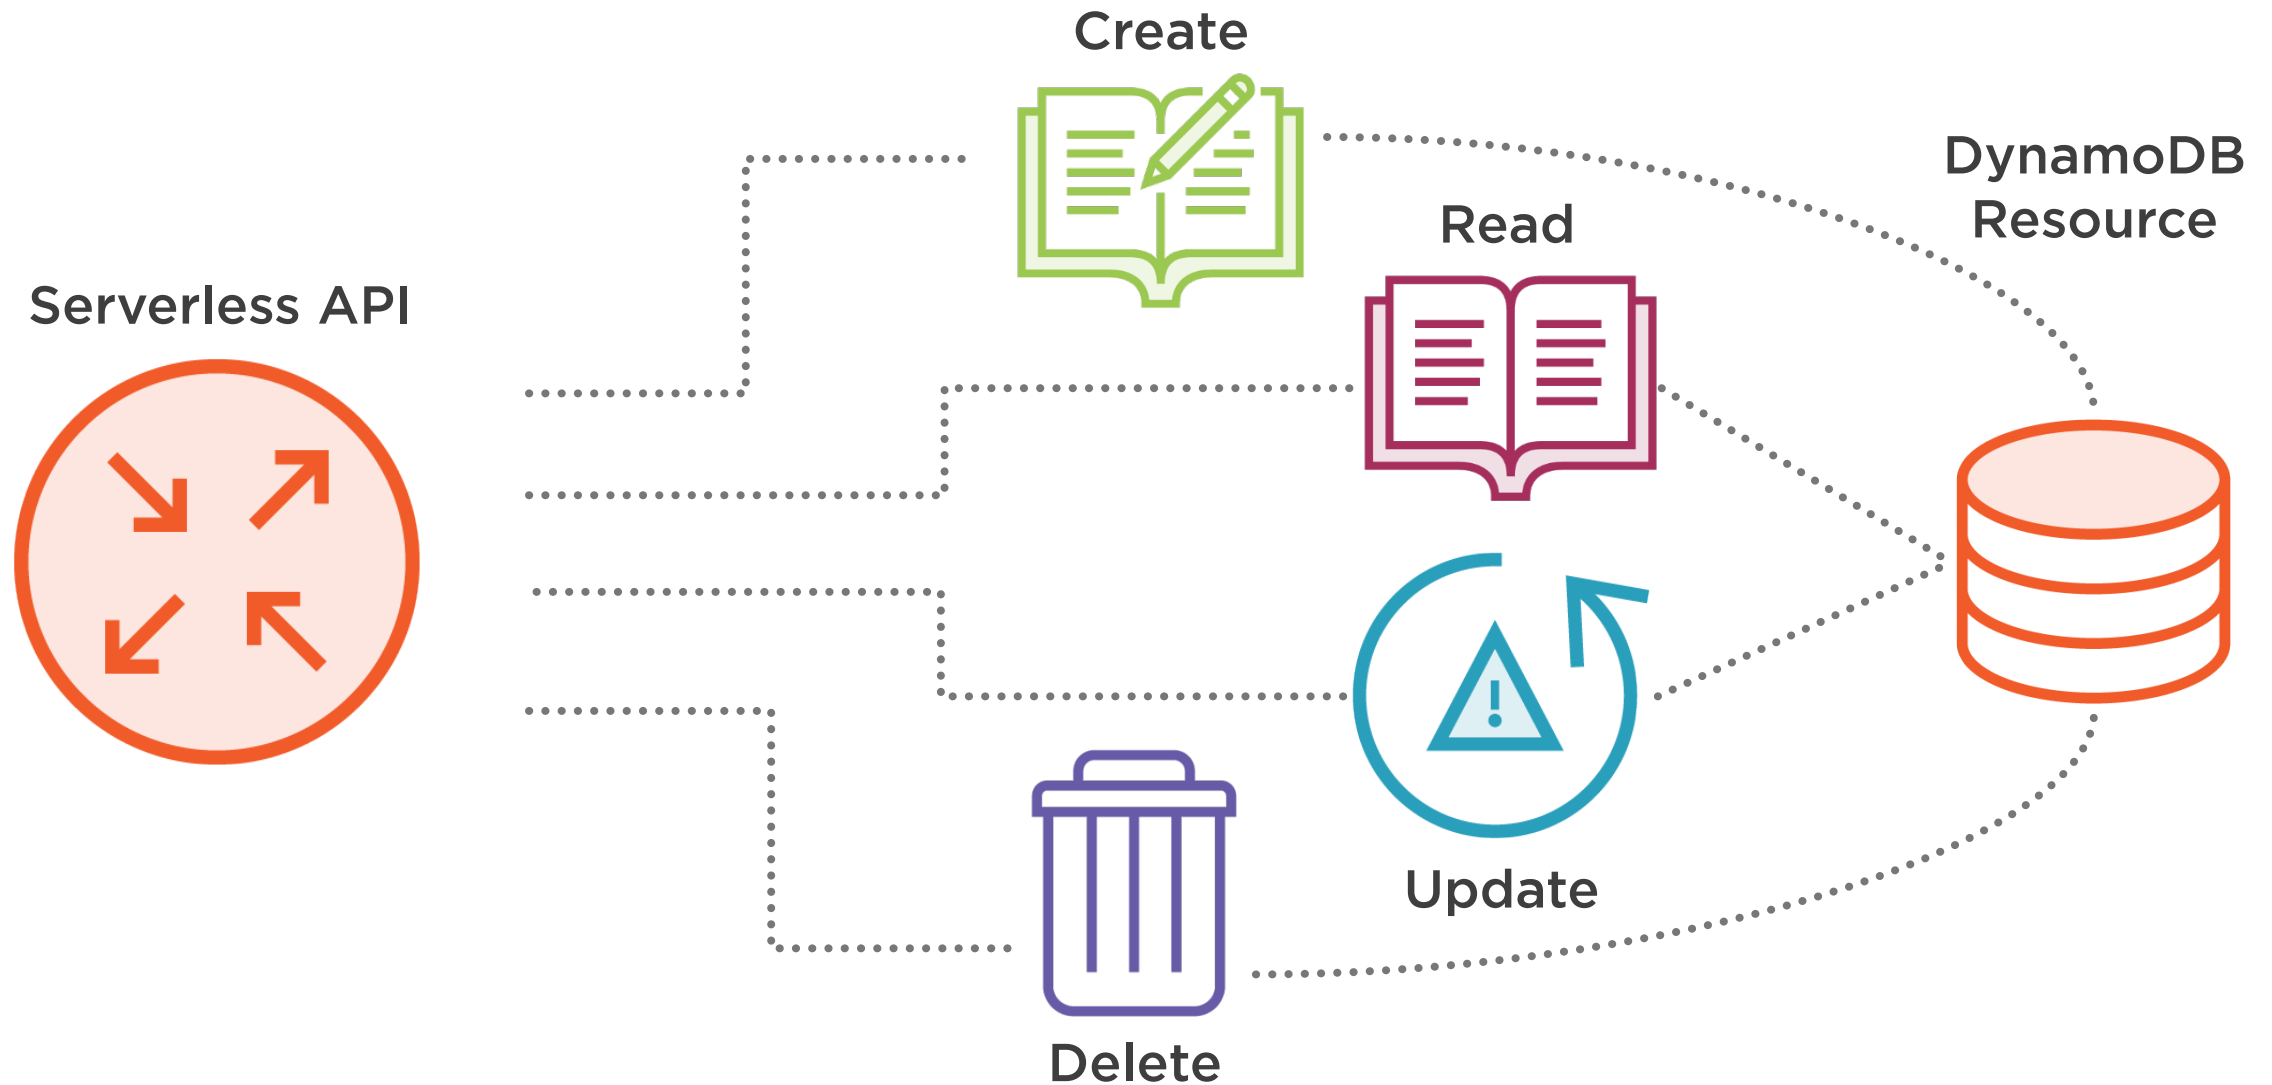 Create
DynamoDB
Resource
Read
Serverless API
Update
Delete